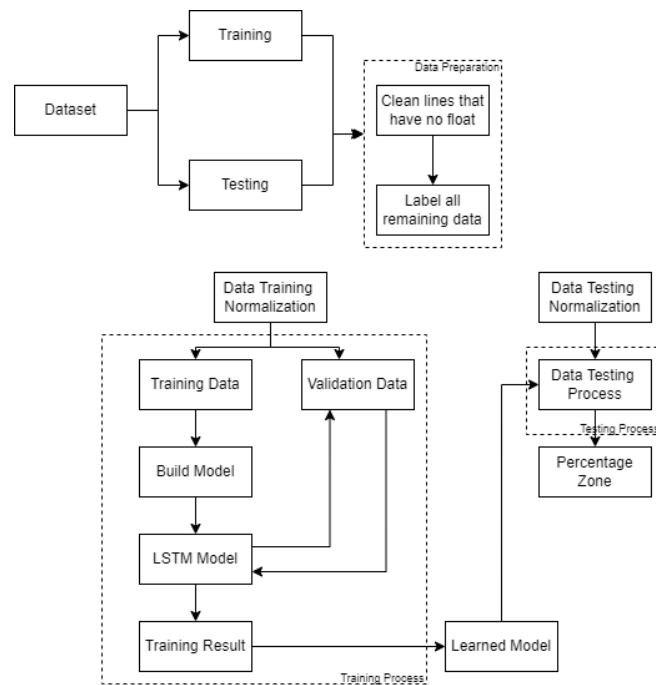 Training
Data Preparation
Dataset
Clean lines that
have no float
Testing
Label all
remaining data
Data Training
Normalization
Data Testing
Normalization
Training Data
Validation Data
Data Testing
Process
Testing Process
Build Model
Percentage
Zone
LSTM Model
Training Result
Learned Model
Training Process